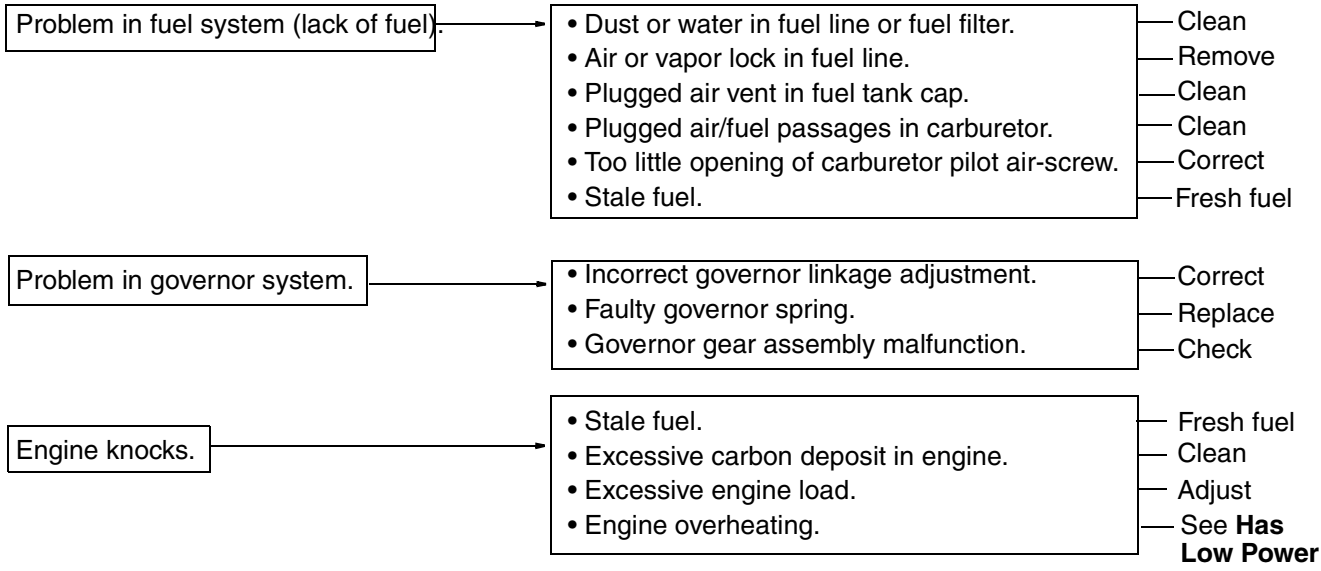 Problem in fuel system (lack of fuel).
• Dust or water in fuel line or fuel filter.
Clean
• Air or vapor lock in fuel line.
Remove
• Plugged air vent in fuel tank cap.
Clean
• Plugged air/fuel passages in carburetor.
Clean
• Too little opening of carburetor pilot air-screw.
Correct
• Stale fuel.
Fresh fuel
Problem in governor system.
• Incorrect governor linkage adjustment.
Correct
• Faulty governor spring.
Replace
• Governor gear assembly malfunction.
Check
Engine knocks.
• Stale fuel.
Fresh fuel
• Excessive carbon deposit in engine.
Clean
• Excessive engine load.
Adjust
• Engine overheating.
See Has
Low Power